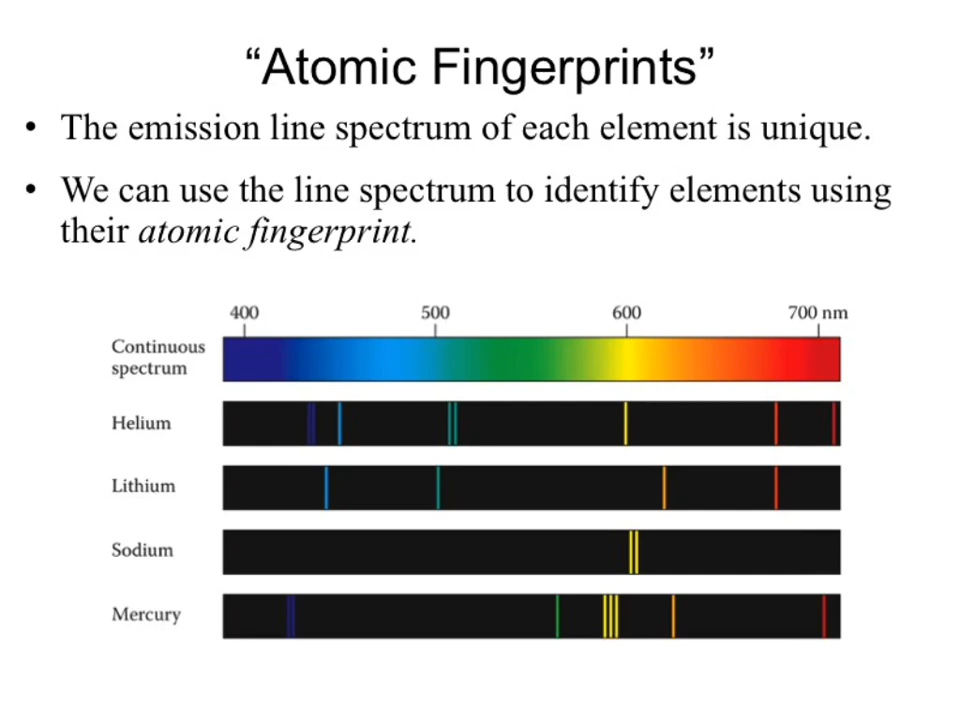 “Atomic Fingerprints”
• The emission line spectrum of each element is unique.
• We can use the line spectrum to identify elements using
their atomic fingerprint.
400 500 600 700 nm
Continuous
spectrum
Helium
Lithium
Sodium
Mercury